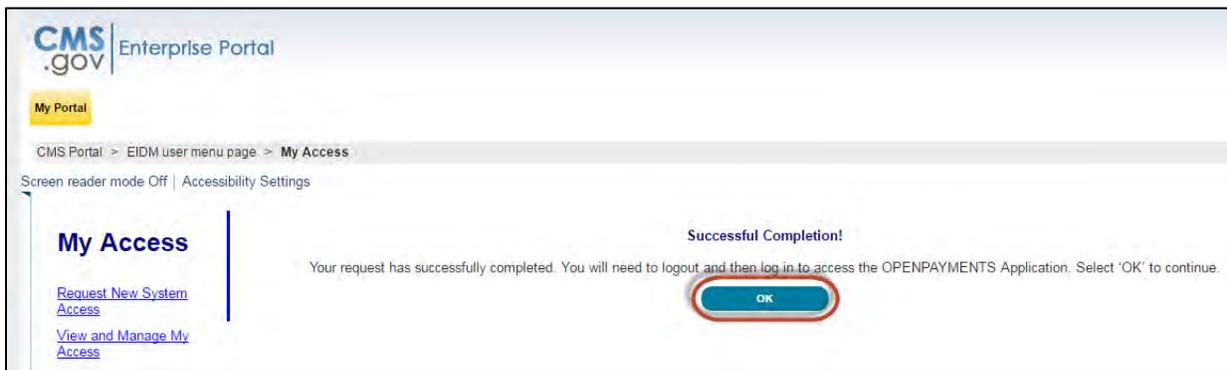 CMS
.gov
Enterprise Portal
My Portal
CMS Portal > EIDM user menu page > My Access
Screen reader mode Off | Accessibility Settings
My Access
Request New System
Access
View and Manage My
Access
Successful Completion!
Your request has successfully completed. You will need to logout and then log in to access the OPENPAYMENTS Application. Select 'OK' to continue.
OK